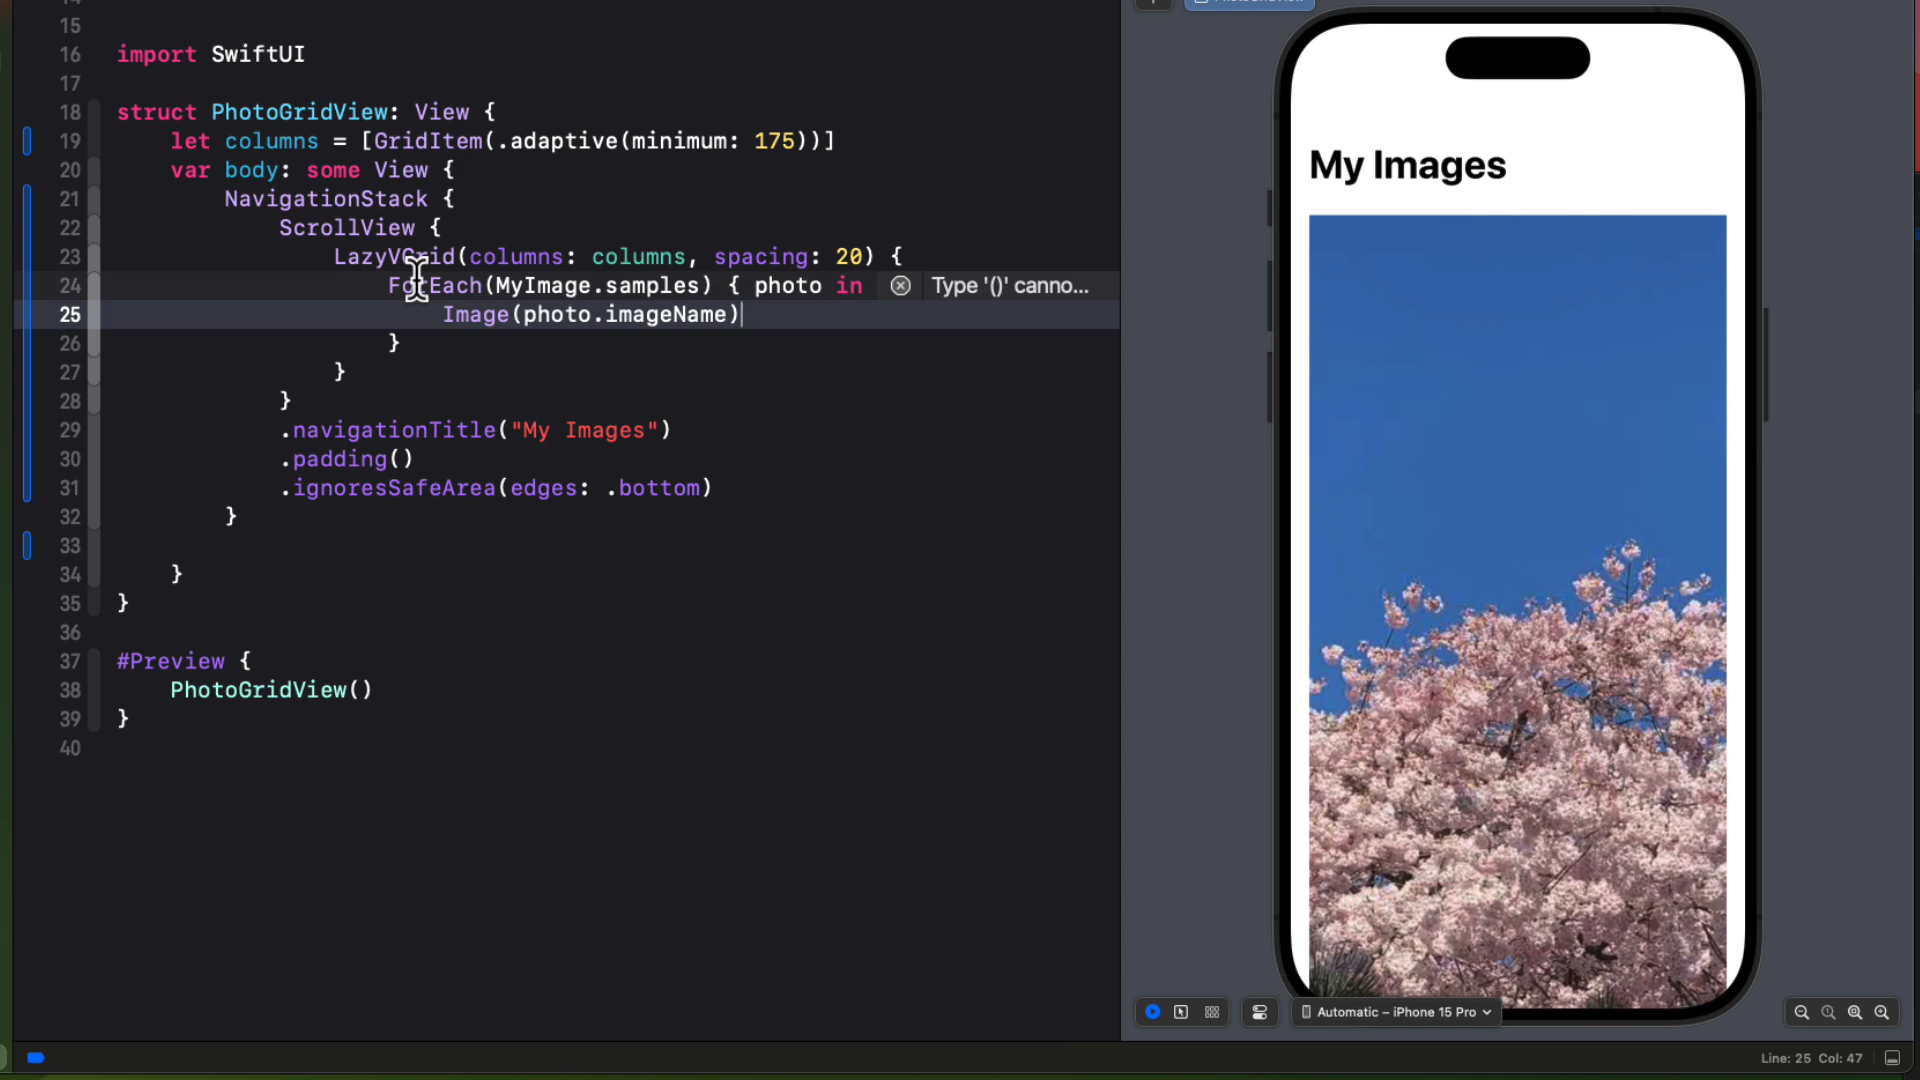 15
16 import SwiftUI
17
18 struct PhotoGridView: View {
19 let columns = [GridItem(.adaptive(minimum: 175))]
20 var body: some View {
21 NavigationStack {
22 ScrollView {
23 LazyVGrid(columns: columns, spacing: 20) {
24 ForEach(MyImage.samples) { photo in Type '()' canno...
25 Image(photo.imageName)
26 }
27 }
28 }
29 .navigationTitle("My Images")
30 .padding()
31 .ignoresSafeArea(edges: .bottom)
32 }
33
34 }
35 }
36
37 #Preview {
38 PhotoGridView()
39 }
40
My Images
Automatic – iPhone 15 Pro
Line: 25 Col: 47